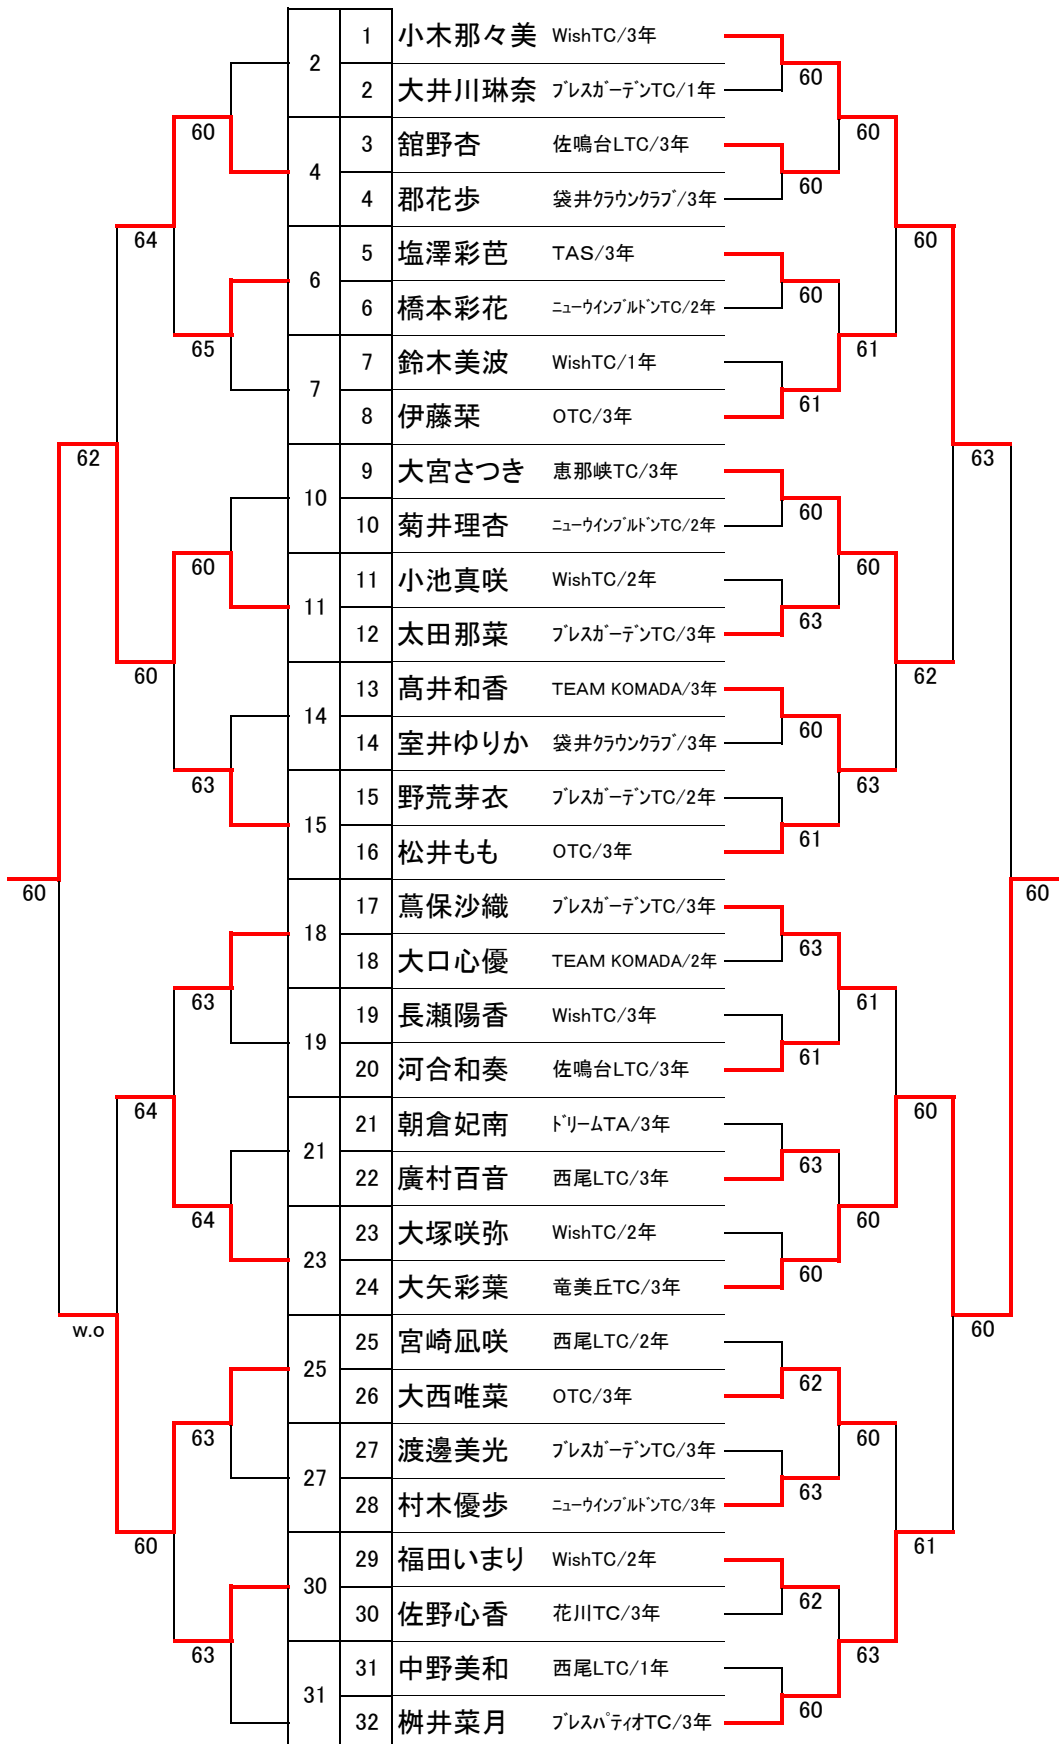 1 小木那々美 WishTC/3年
2 60
2 大井川琳奈 ブレスガーデンTC/1年
60 60
3 舘野杏 佐鳴台LTC/3年
4 60
4 郡花歩 袋井クラウンクラブ/3年
64 60
5 塩澤彩芭 TAS/3年
6 60
6 橋本彩花 ニューウインブルドンTC/2年
65 61
7 鈴木美波 WishTC/1年
7 61
8 伊藤栞 OTC/3年
62 63
9 大宮さつき 恵那峡TC/3年
10 60
10 菊井理杏 ニューウインブルドンTC/2年
60 60
11 小池真咲 WishTC/2年
11 63
12 太田那菜 ブレスガーデンTC/3年
60 62
13 髙井和香 TEAM KOMADA/3年
14 60
14 室井ゆりか 袋井クラウンクラブ/3年
63 63
15 野荒芽衣 ブレスガーデンTC/2年
15 61
16 松井もも OTC/3年
60 60
17 蔦保沙織 ブレスガーデンTC/3年
18 63
18 大口心優 TEAM KOMADA/2年
63 61
19 長瀬陽香 WishTC/3年
19 61
20 河合和奏 佐鳴台LTC/3年
64 60
21 朝倉妃南 ドリームTA/3年
21 63
22 廣村百音 西尾LTC/3年
64 60
23 大塚咲弥 WishTC/2年
23 60
24 大矢彩葉 竜美丘TC/3年
w.o 60
25 宮崎凪咲 西尾LTC/2年
25 62
26 大西唯菜 OTC/3年
63 60
27 渡邊美光 ブレスガーデンTC/3年
27 63
28 村木優歩 ニューウインブルドンTC/3年
60 61
29 福田いまり WishTC/2年
30 62
30 佐野心香 花川TC/3年
63 63
31 中野美和 西尾LTC/1年
31 60
32 桝井菜月 ブレスパティオTC/3年